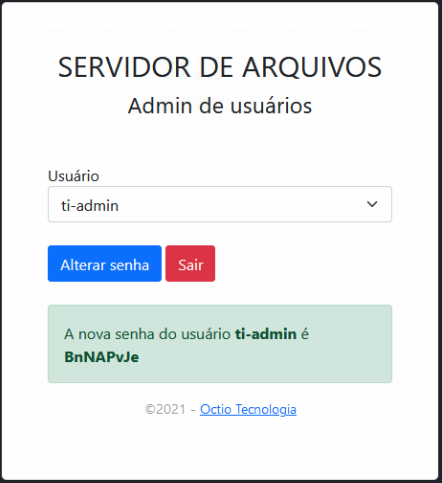 SERVIDOR DE ARQUIVOS
Admin de usuários
Usuário
ti-admin
Alterar senha Sair
A nova senha do usuário ti-admin é
BnNAPvJe
©2021 - Octio Tecnologia